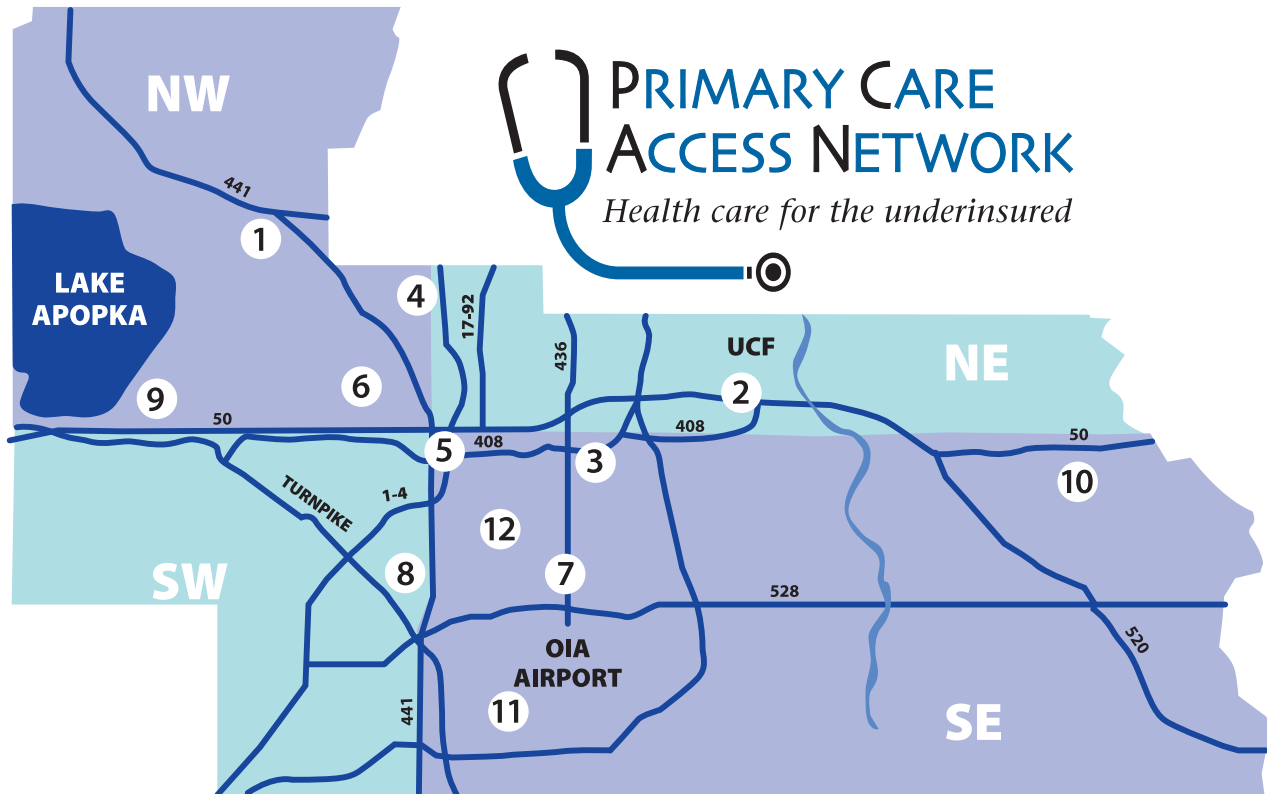 PRIMARY CARE
ACCESS NETWORK
Health care for the underinsured
NW
441
1
LAKE
APOPKA
4
17-92
436
UCF
NE
6
9
2
50
408
5
408
3
50
10
TURNPIKE
1-4
12
SW
8
7
528
OIA
AIRPORT
520
441
11
SE